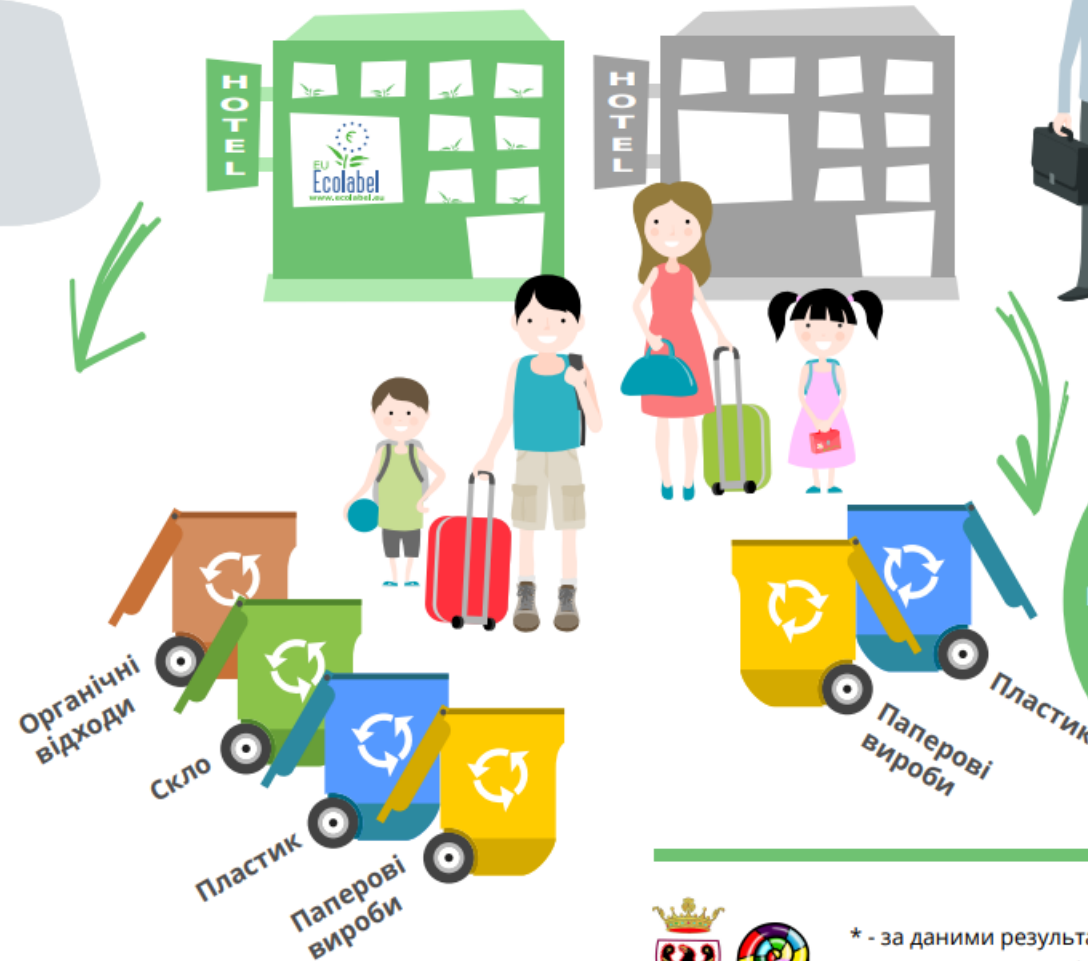 HOTEL
HOTEL
EU
Ecolabel
www.ecolabel.eu
Органічні
відходи
Скло
Пластик
Паперові
вироби
Паперові
вироби
Пластик
* - за даними результа